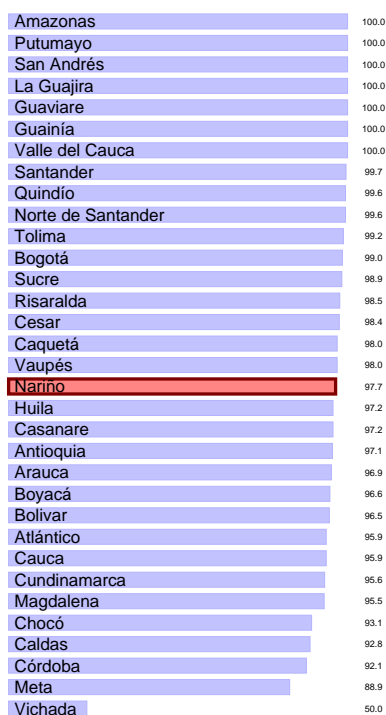 Amazonas 100.0
Putumayo 100.0
San Andrés 100.0
La Guajira 100.0
Guaviare 100.0
Guainía 100.0
Valle del Cauca 100.0
Santander 99.7
Quindío 99.6
Norte de Santander 99.6
Tolima 99.2
Bogotá 99.0
Sucre 98.9
Risaralda 98.5
Cesar 98.4
Caquetá 98.0
Vaupés 98.0
Nariño 97.7
Huila 97.2
Casanare 97.2
Antioquia 97.1
Arauca 96.9
Boyacá 96.6
Bolivar 96.5
Atlántico 95.9
Cauca 95.9
Cundinamarca 95.6
Magdalena 95.5
Chocó 93.1
Caldas 92.8
Córdoba 92.1
Meta 88.9
Vichada 50.0